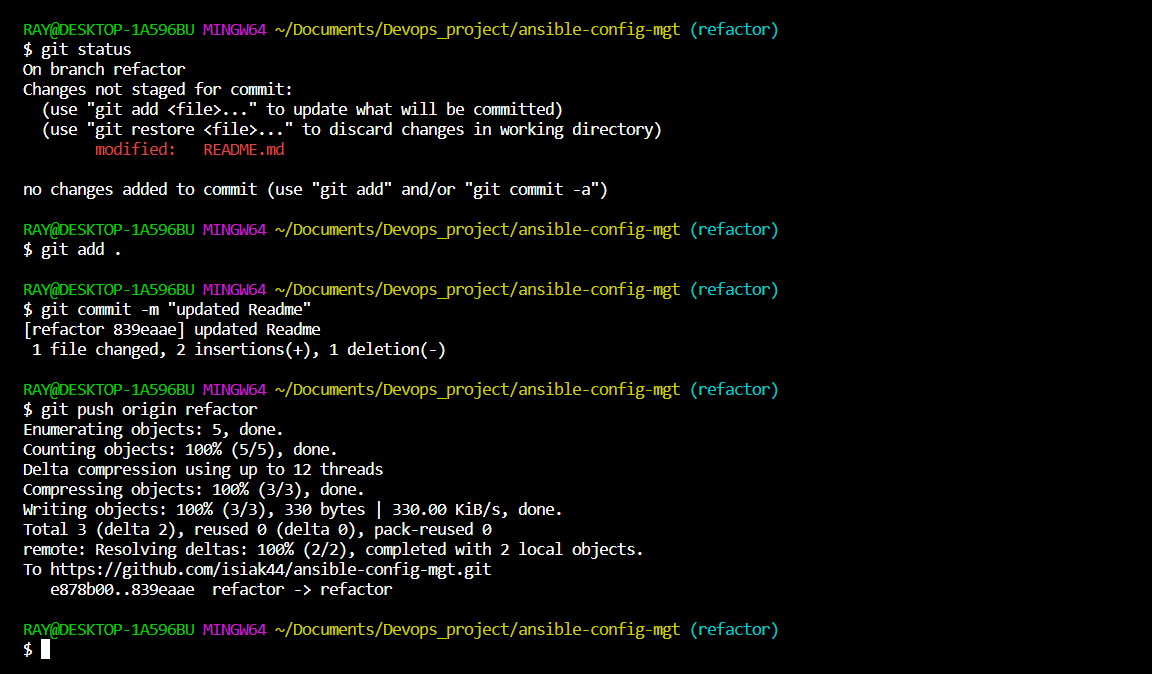 RAY@DESKTOP-1A596BU MINGW64 ~/Documents/Devops_project/ansible-config-mgt (refactor)
$ git status
On branch refactor
Changes not staged for commit:
  (use "git add <file>..." to update what will be committed)
  (use "git restore <file>..." to discard changes in working directory)
        modified:   README.md

no changes added to commit (use "git add" and/or "git commit -a")

RAY@DESKTOP-1A596BU MINGW64 ~/Documents/Devops_project/ansible-config-mgt (refactor)
$ git add .

RAY@DESKTOP-1A596BU MINGW64 ~/Documents/Devops_project/ansible-config-mgt (refactor)
$ git commit -m "updated Readme"
[refactor 839eaae] updated Readme
 1 file changed, 2 insertions(+), 1 deletion(-)

RAY@DESKTOP-1A596BU MINGW64 ~/Documents/Devops_project/ansible-config-mgt (refactor)
$ git push origin refactor
Enumerating objects: 5, done.
Counting objects: 100% (5/5), done.
Delta compression using up to 12 threads
Compressing objects: 100% (3/3), done.
Writing objects: 100% (3/3), 330 bytes | 330.00 KiB/s, done.
Total 3 (delta 2), reused 0 (delta 0), pack-reused 0
remote: Resolving deltas: 100% (2/2), completed with 2 local objects.
To https://github.com/isiak44/ansible-config-mgt.git
   e878b00..839eaae  refactor -> refactor

RAY@DESKTOP-1A596BU MINGW64 ~/Documents/Devops_project/ansible-config-mgt (refactor)
$